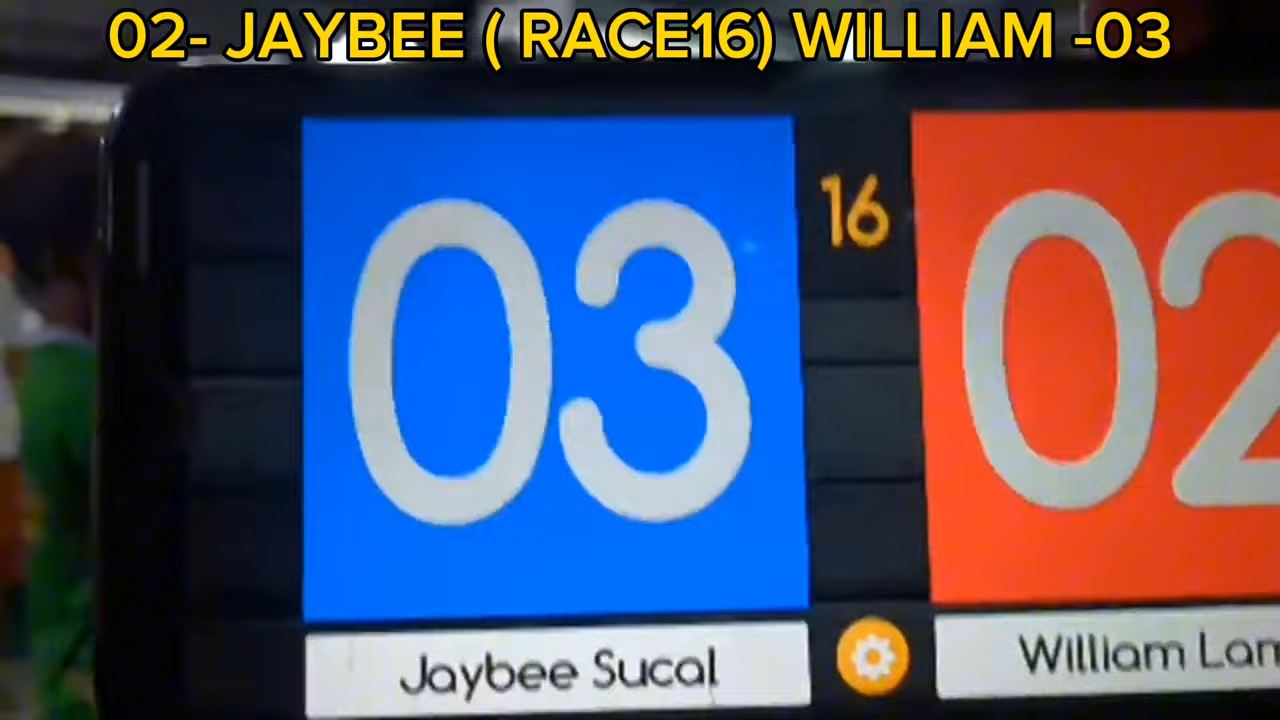 02- JAYBEE ( RACE16) WILLIAM -03
03
16
02
Jaybee Sucal
William